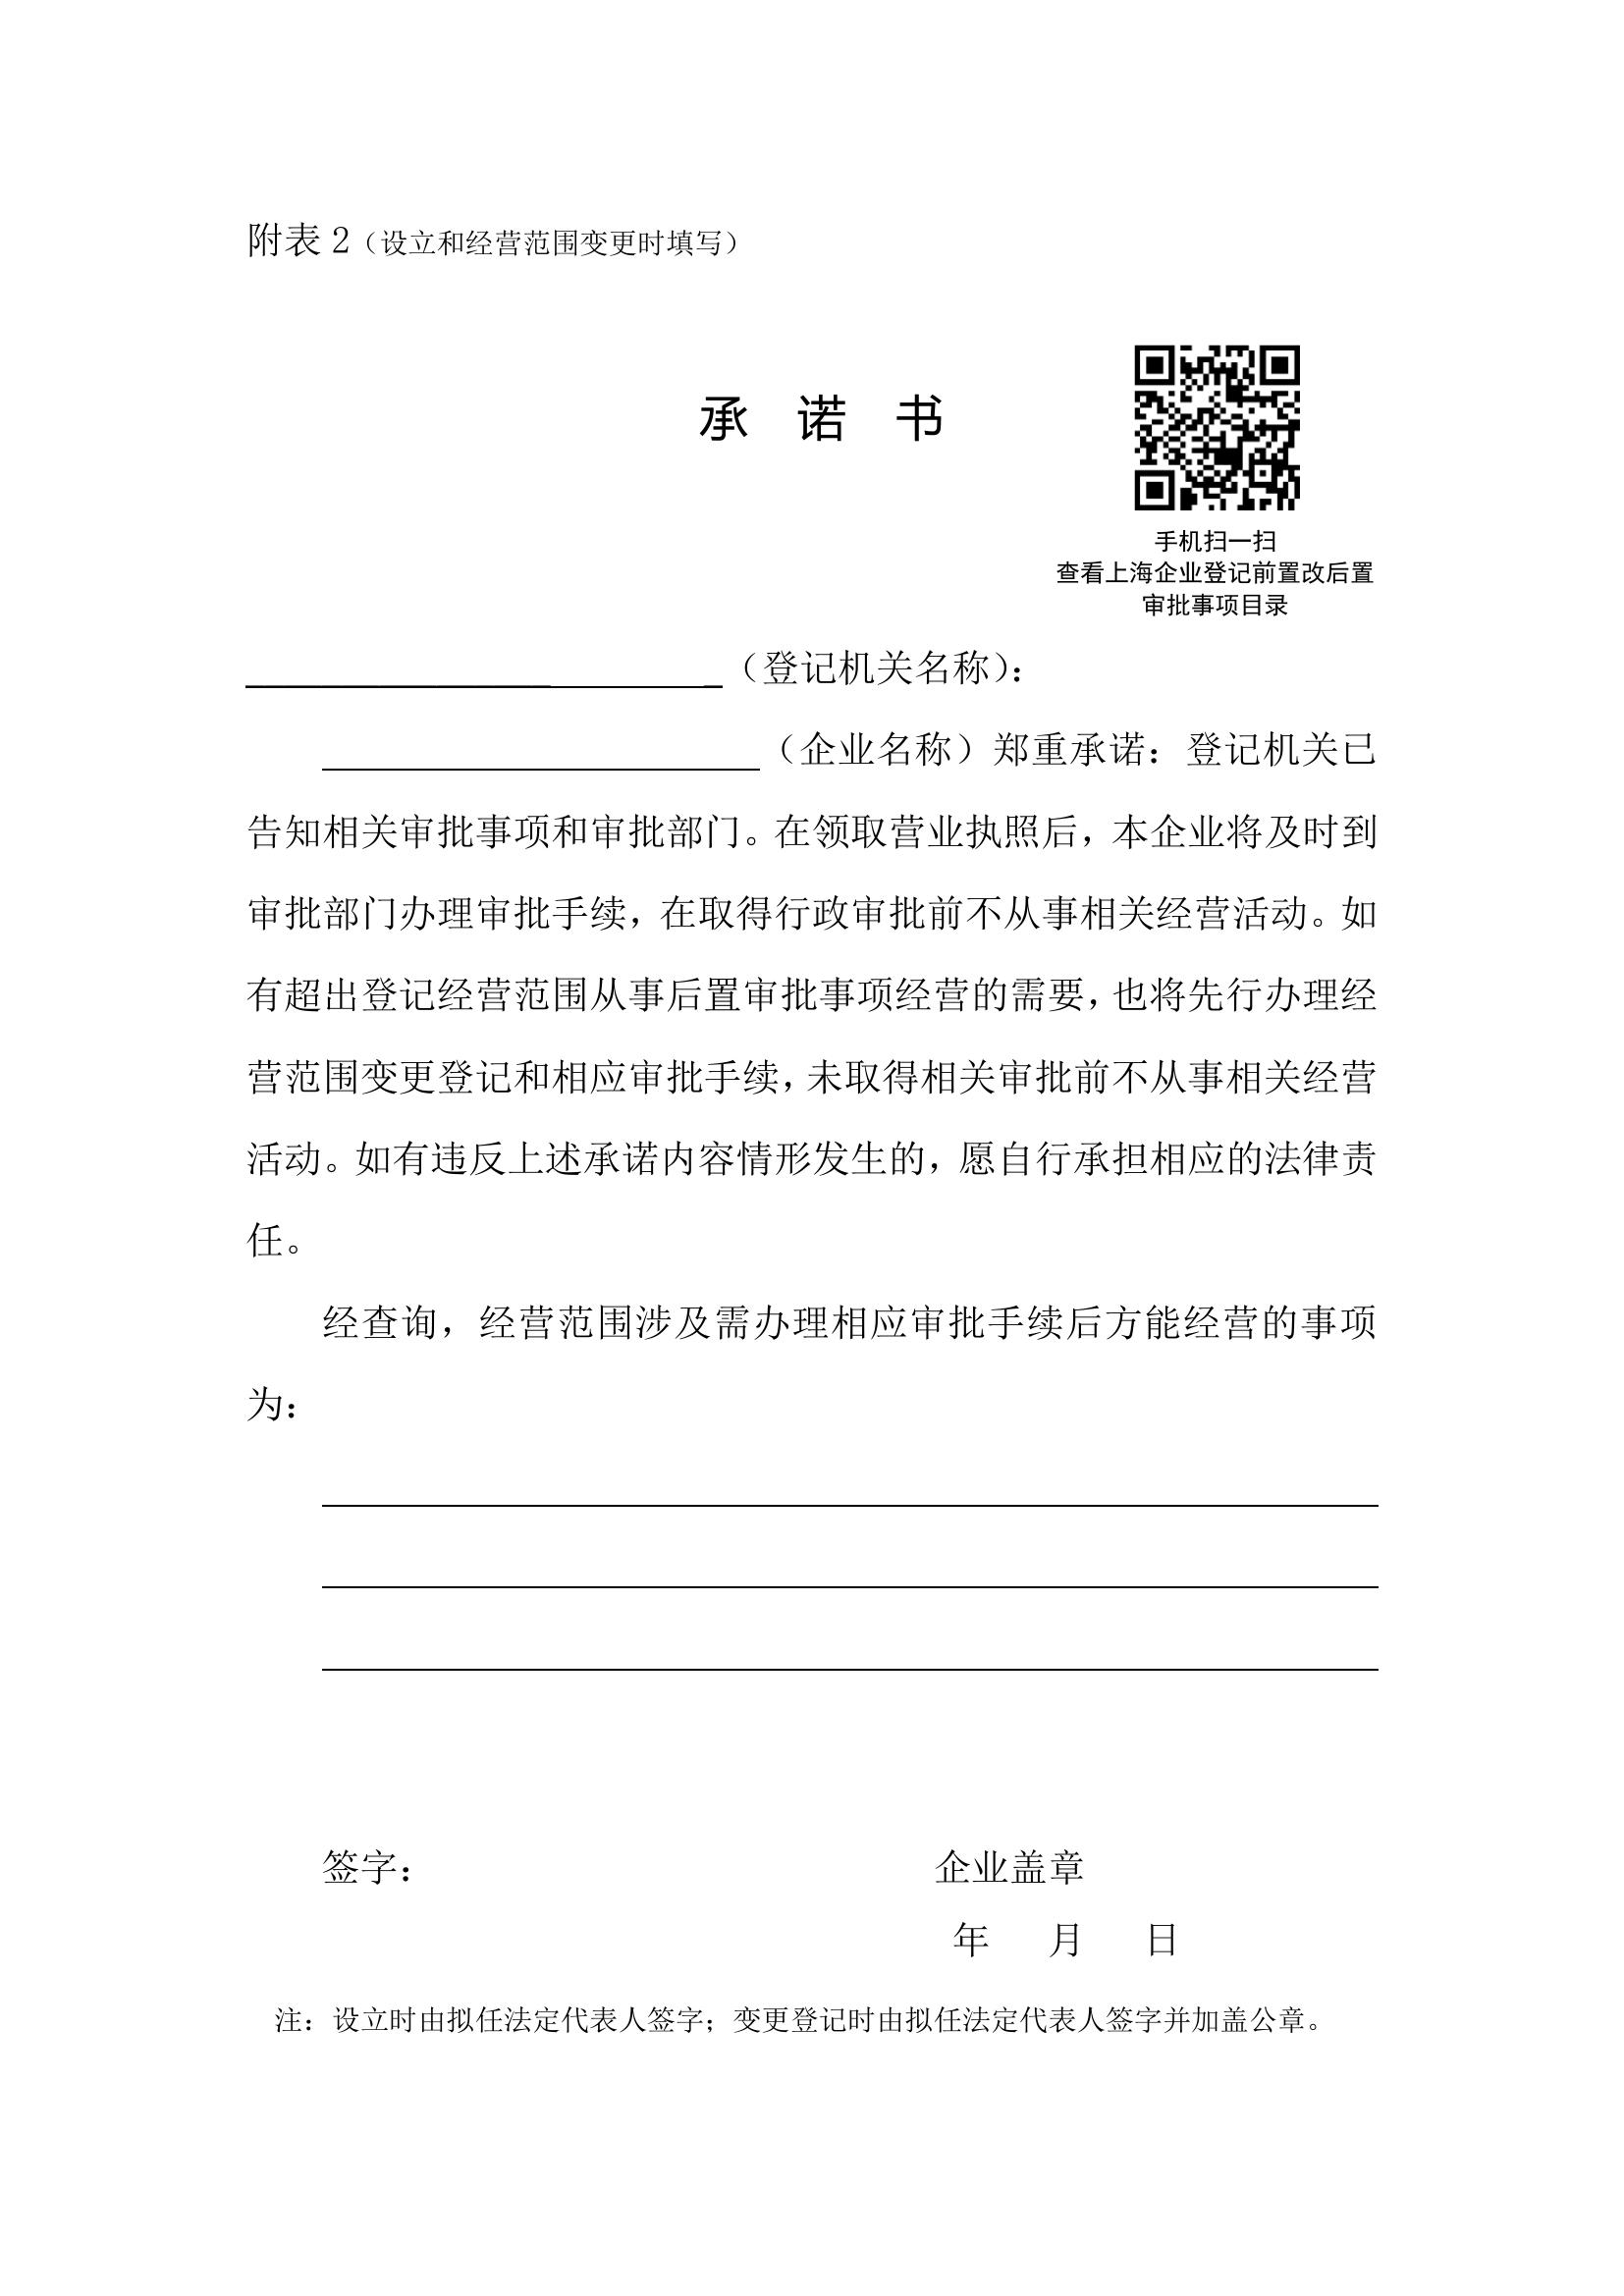 附表 2（设立和经营范围变更时填写）
承 诺 书
手机扫一扫
查看上海企业登记前置改后置
审批事项目录
（登记机关名称）：
（企业名称）郑重承诺：登记机关已
告知相关审批事项和审批部门。在领取营业执照后，本企业将及时到
审批部门办理审批手续，在取得行政审批前不从事相关经营活动。如
有超出登记经营范围从事后置审批事项经营的需要，也将先行办理经
营范围变更登记和相应审批手续，未取得相关审批前不从事相关经营
活动。如有违反上述承诺内容情形发生的，愿自行承担相应的法律责
任。
经查询，经营范围涉及需办理相应审批手续后方能经营的事项
为：
签字： 企业盖章
年 月 日
注：设立时由拟任法定代表人签字；变更登记时由拟任法定代表人签字并加盖公章。